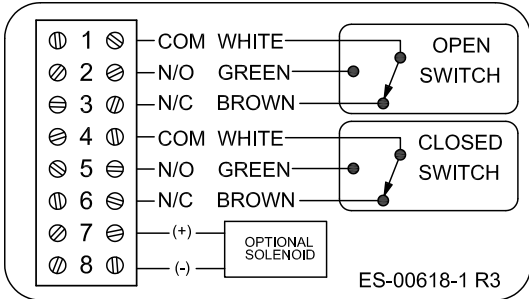 1 COM WHITE
2 N/O GREEN
3 N/C BROWN
OPEN
SWITCH
4 COM WHITE
5 N/O GREEN
6 N/C BROWN
CLOSED
SWITCH
7 (+)
8 (-)
OPTIONAL
SOLENOID
ES-00618-1 R3